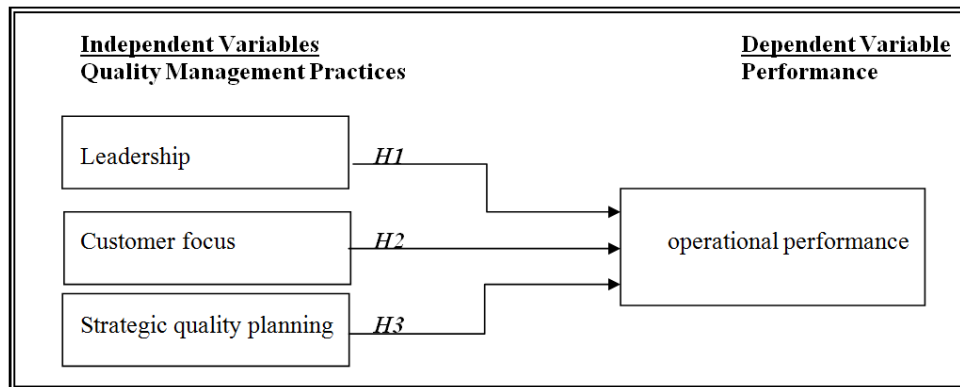 Independent Variables
Quality Management Practices
Dependent Variable
Performance
Leadership
H1
Customer focus
H2
operational performance
Strategic quality planning
H3